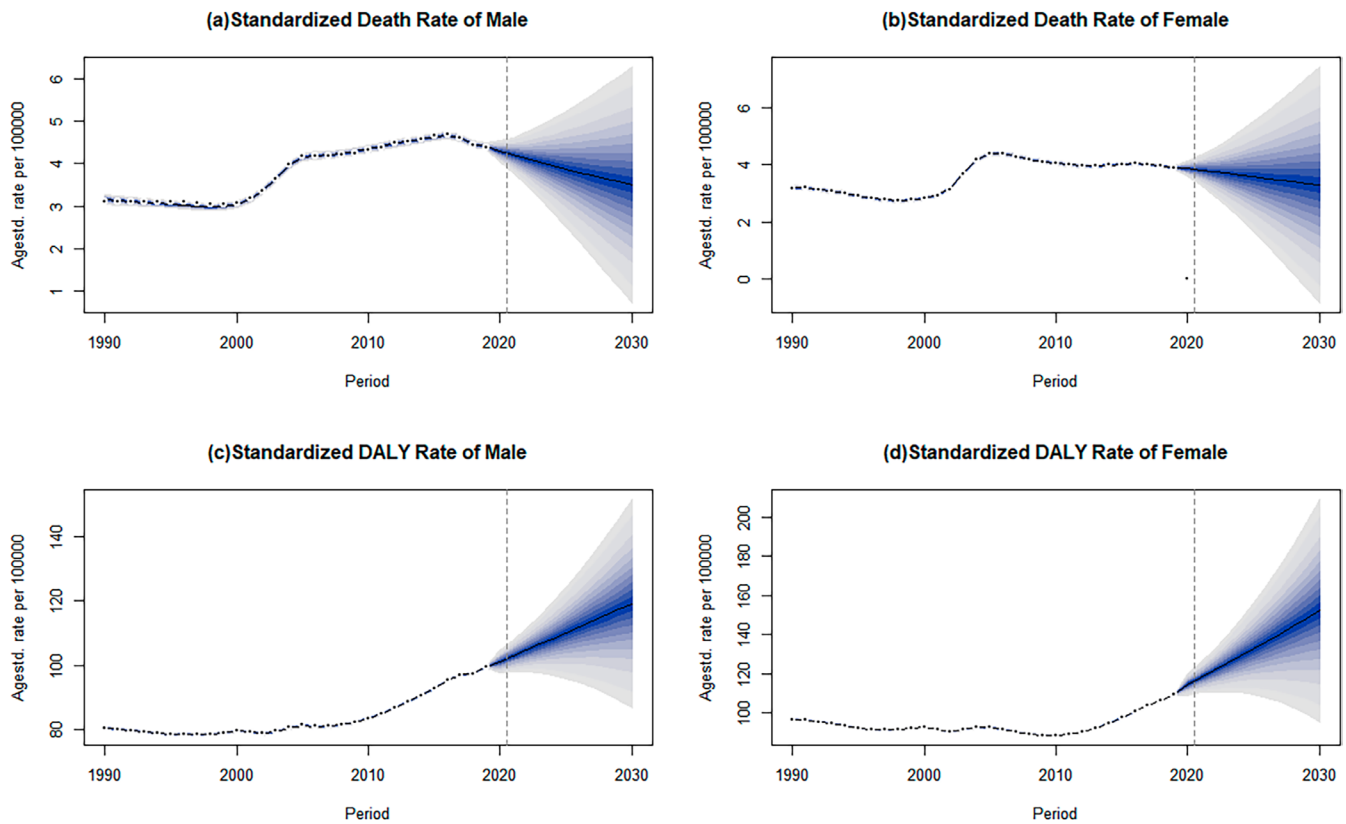 (a)Standardized Death Rate of Male
Agestd. rate per 100000
6
5
4
3
2
1
1990 2000 2010 2020 2030
Period
(b)Standardized Death Rate of Female
Agestd. rate per 100000
6
4
2
0
1990 2000 2010 2020 2030
Period
(c)Standardized DALY Rate of Male
Agestd. rate per 100000
140
120
100
80
1990 2000 2010 2020 2030
Period
(d)Standardized DALY Rate of Female
Agestd. rate per 100000
200
180
160
140
120
100
1990 2000 2010 2020 2030
Period